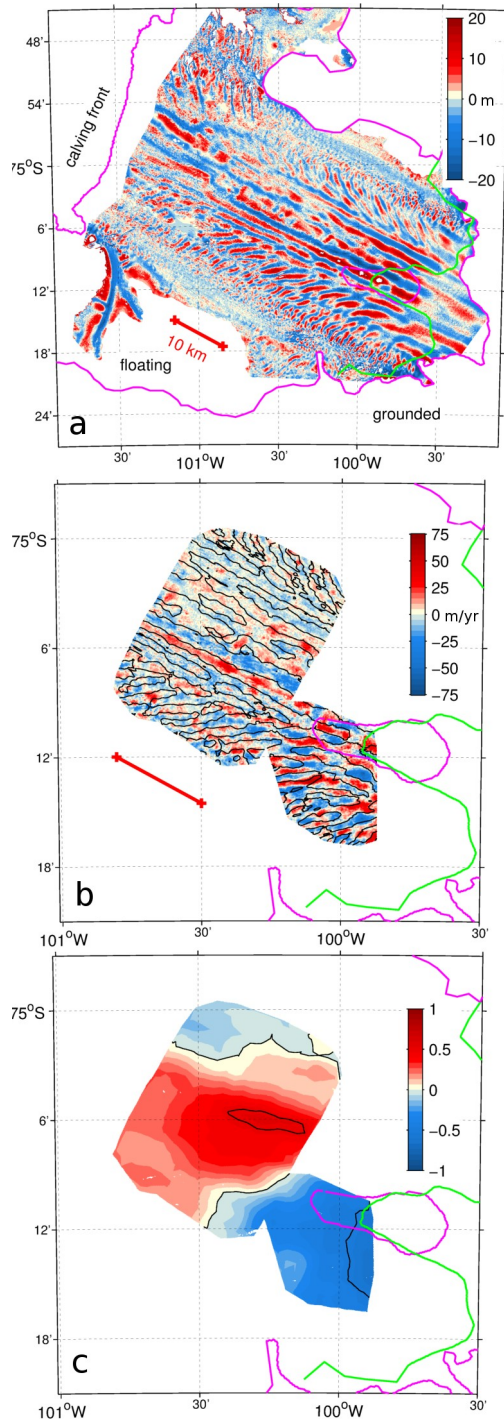 48'
54'
75°S
6'
12'
18'
24'
calving front
20
10
0 m
-10
-20
10 km
floating
grounded
a
30'
101°W
30'
100°W
30'
75°S
6'
12'
18'
75
50
25
0 m/yr
-25
-50
-75
b
101°W
30'
100°W
30'
75°S
6'
12'
18'
1
0.5
0
-0.5
-1
c
101°W
30'
100°W
30'